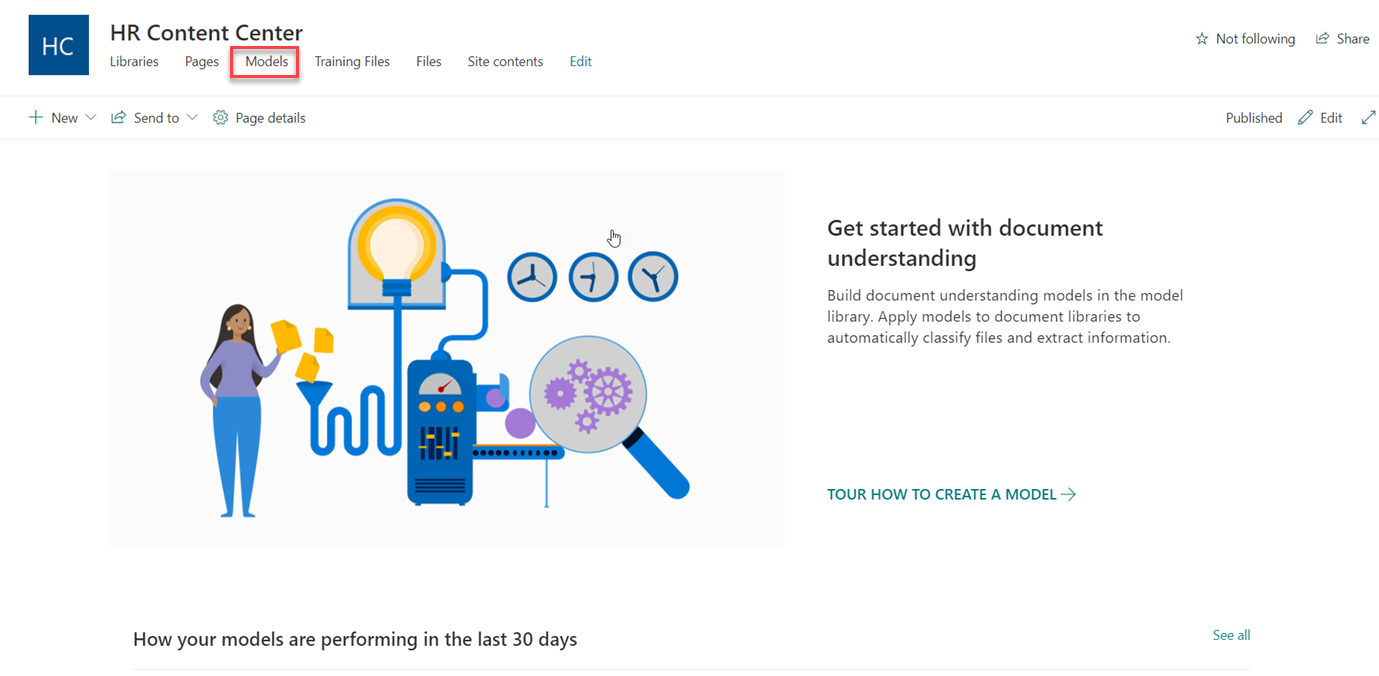 HC
HR Content Center
Libraries Pages Models Training Files Files Site contents Edit
Not following Share
New Send to Page details
Published Edit
Get started with document
understanding
Build document understanding models in the model
library. Apply models to document libraries to
automatically classify files and extract information.
TOUR HOW TO CREATE A MODEL
How your models are performing in the last 30 days
See all